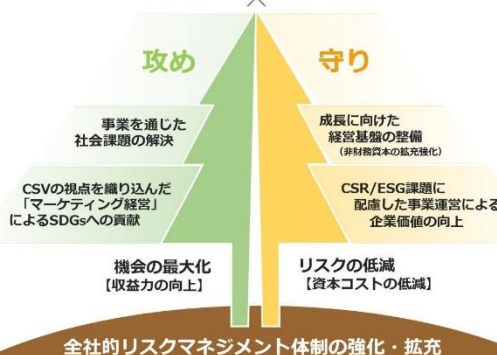 攻め
守り
事業を通じた
社会課題の解決
成長に向けた
経営基盤の整備
(非財務資本の拡充強化)
CSVの視点を織り込んだ
「マーケティング経営」
によるSDGsへの貢献
CSR/ESG課題に
配慮した事業運営による
企業価値の向上
機会の最大化
【収益力の向上】
リスクの低減
【資本コストの低減】
全社的リスクマネジメント体制の強化・拡充